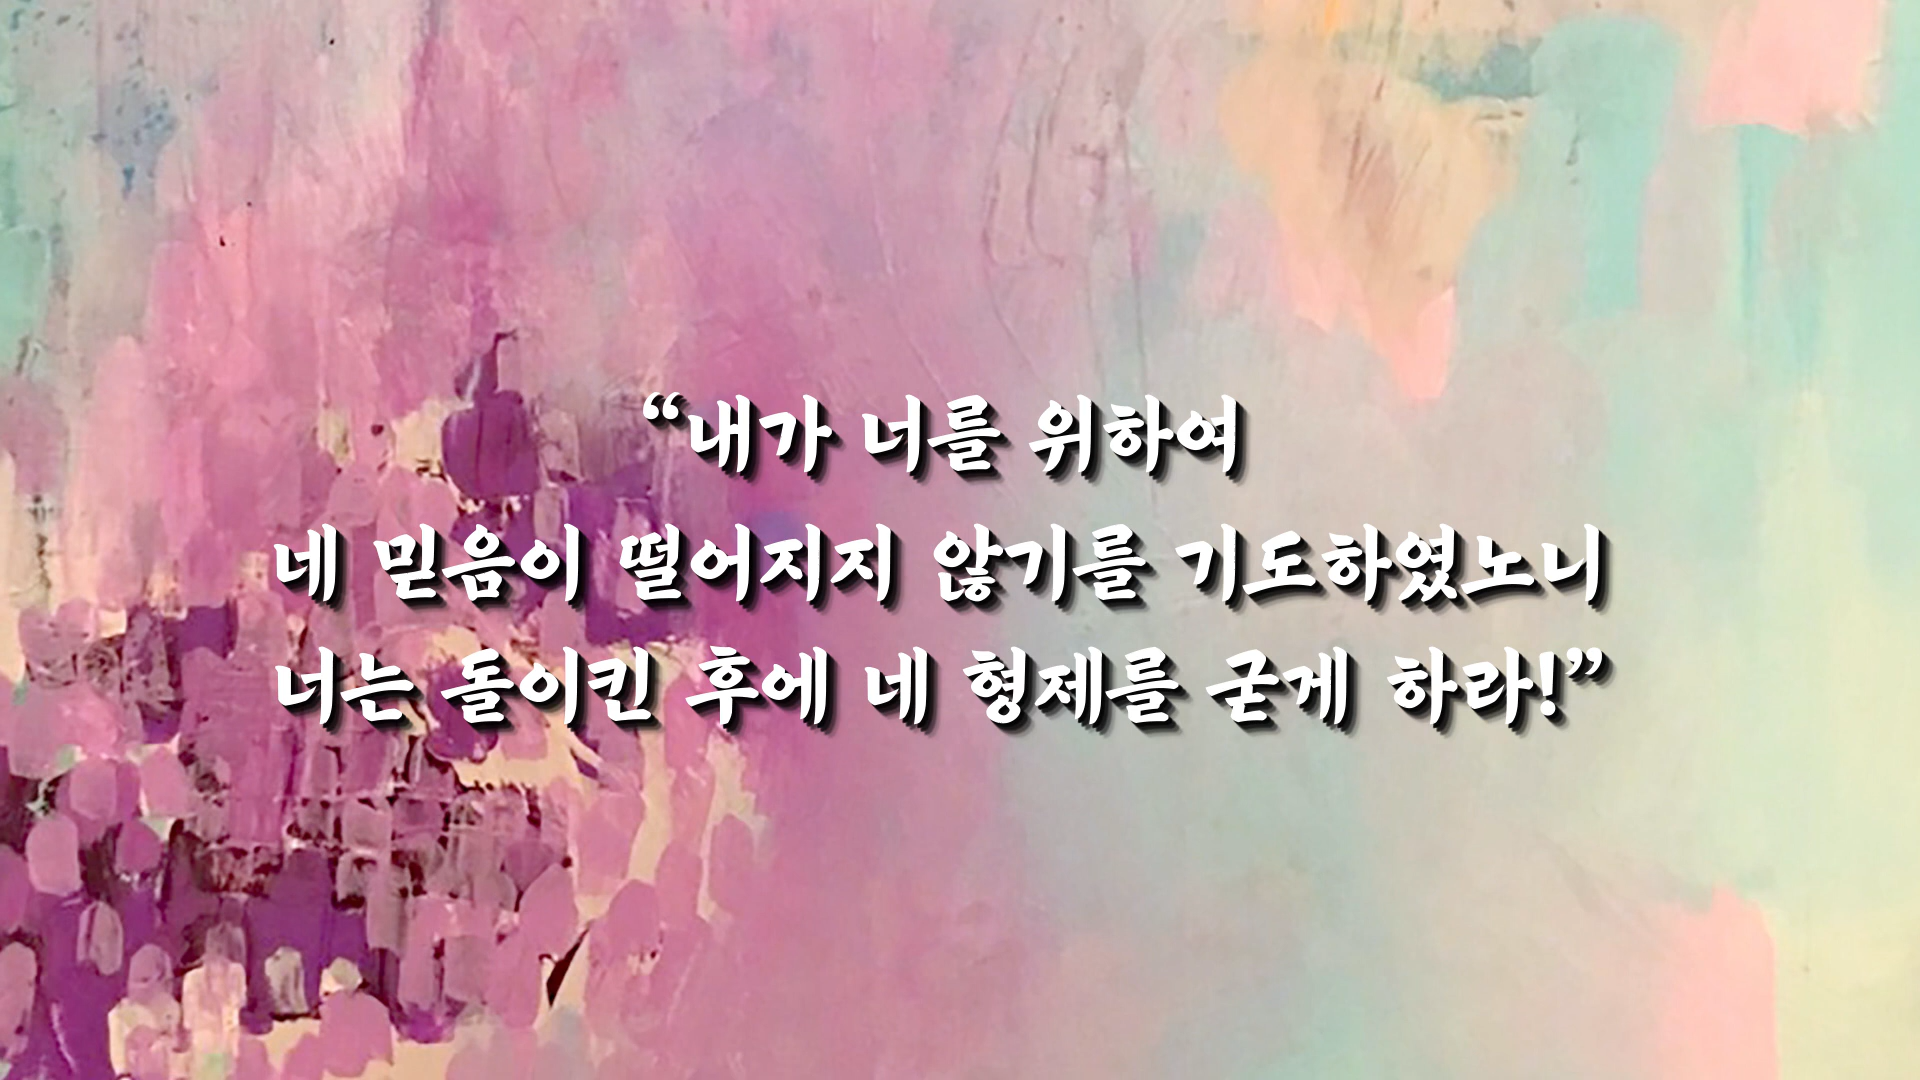 “내가 너를 위하여
네 믿음이 떨어지지 않기를 기도하였노니
너는 돌이킨 후에 네 형제를 굳게 하라!”